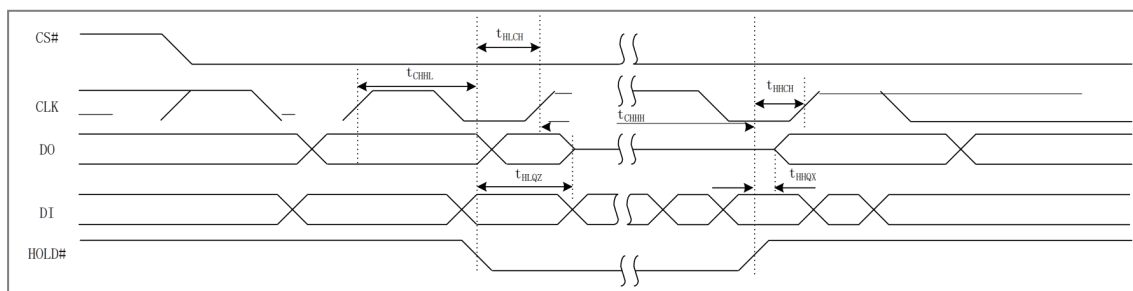 CS#
tHLCH
tCHHL
CLK
tHHCH
tCHHH
DO
tHLQZ
tHHQX
DI
HOLD#